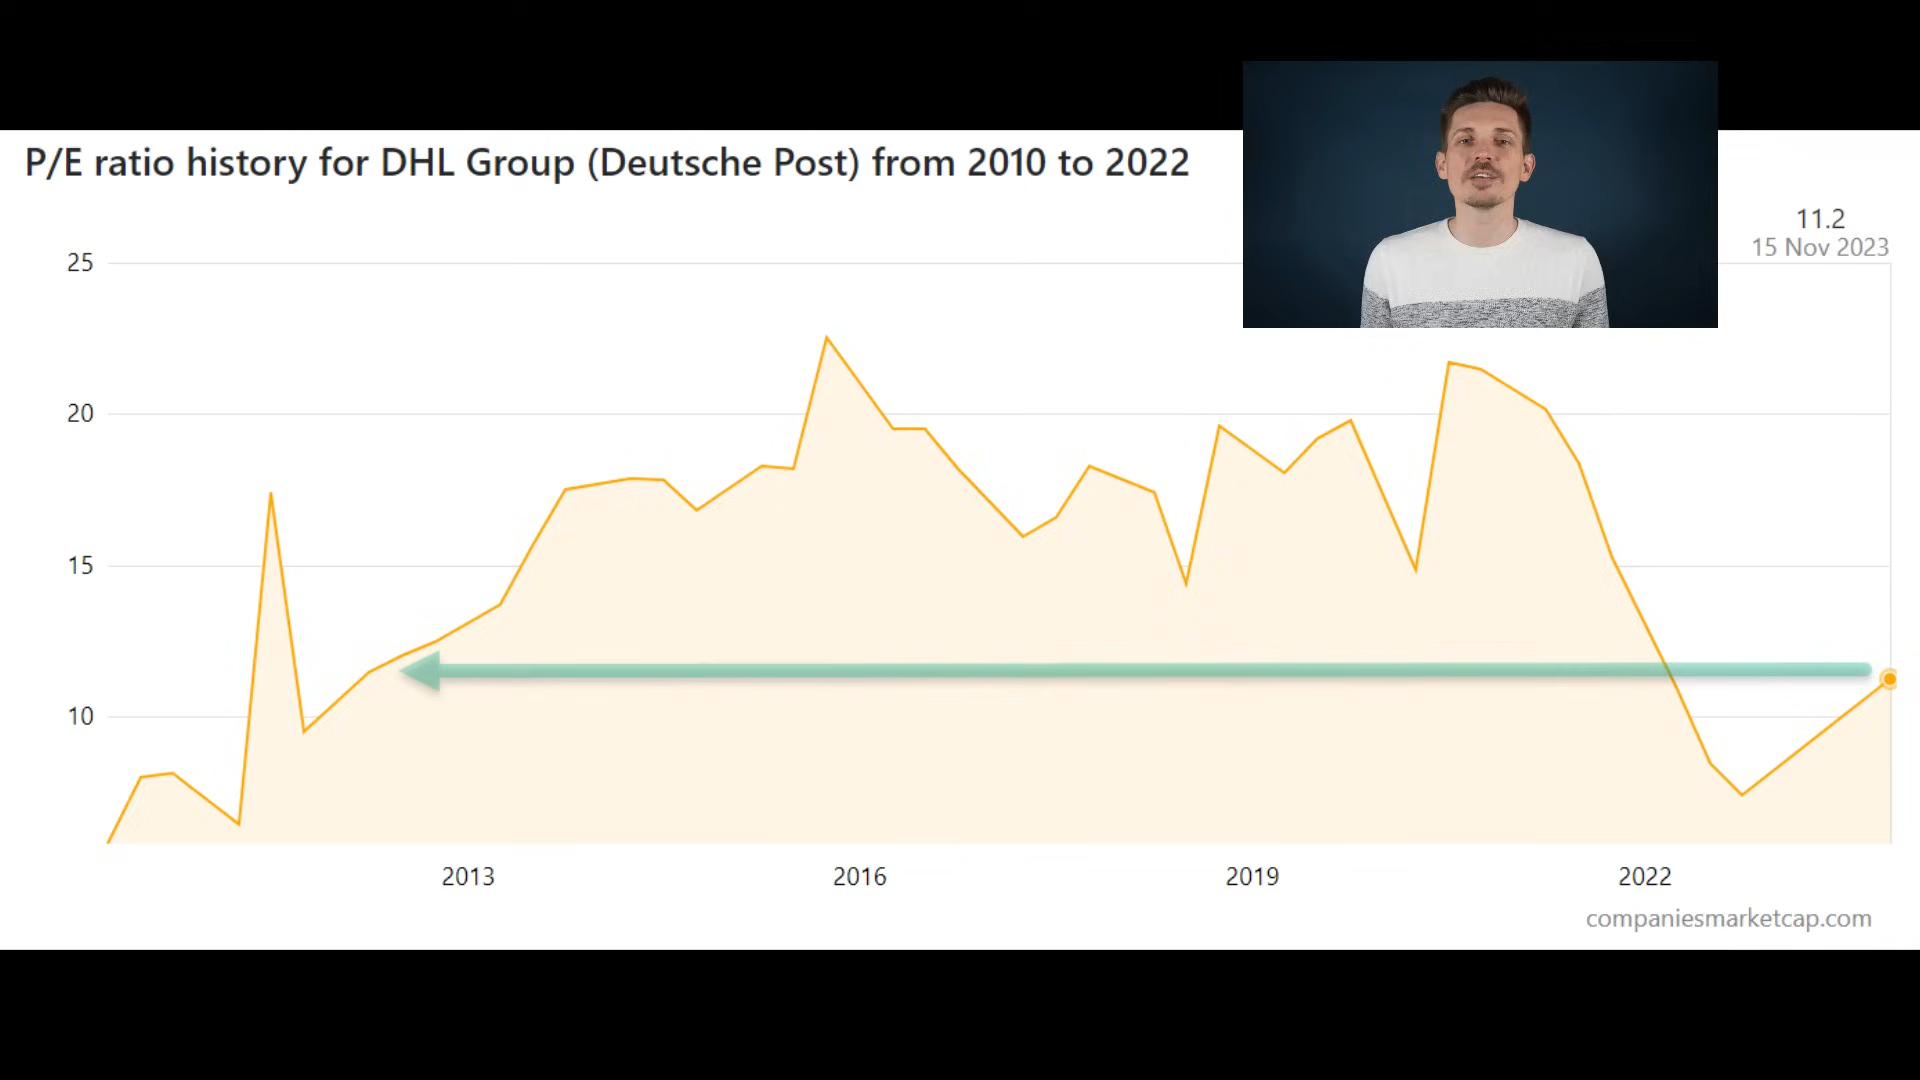 P/E ratio history for DHL Group (Deutsche Post) from 2010 to 2022
11.2
15 Nov 2023
25
20
15
10
2013 2016 2019 2022
companiesmarketcap.com